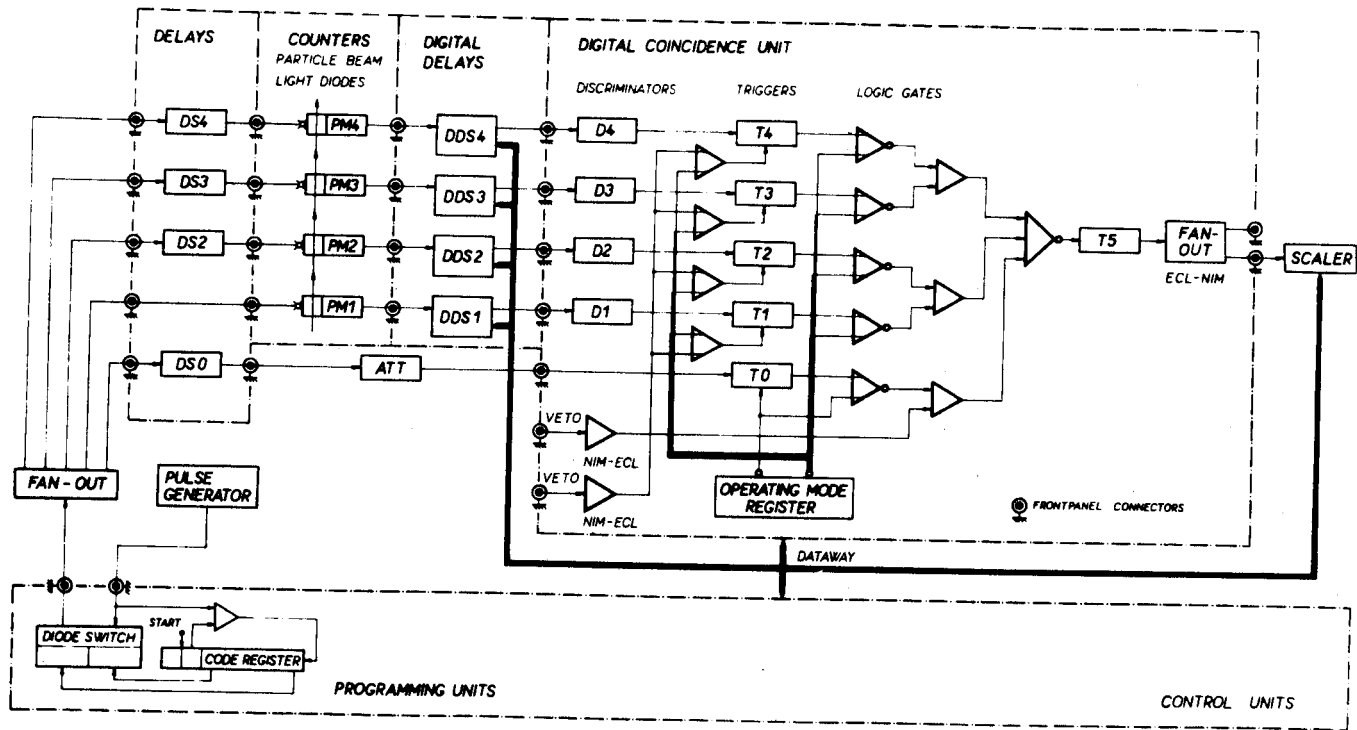 DELAYS
COUNTERS
PARTICLE BEAM
LIGHT DIODES
DIGITAL
DELAYS
DIGITAL COINCIDENCE UNIT
DISCRIMINATORS
TRIGGERS
LOGIC GATES
DS4
PM4
DDS4
D4
T4
DS3
PM3
DDS3
D3
T3
DS2
PM2
DDS2
D2
T2
T5
FAN-
OUT
ECL-NIM
SCALER
PM1
DDS1
D1
T1
DS0
ATT
T0
VETO
NIM-ECL
VETO
NIM-ECL
OPERATING MODE
REGISTER
FRONTPANEL CONNECTORS
FAN-OUT
PULSE
GENERATOR
DATAWAY
START
DIODE SWITCH
CODE REGISTER
PROGRAMMING UNITS
CONTROL UNITS